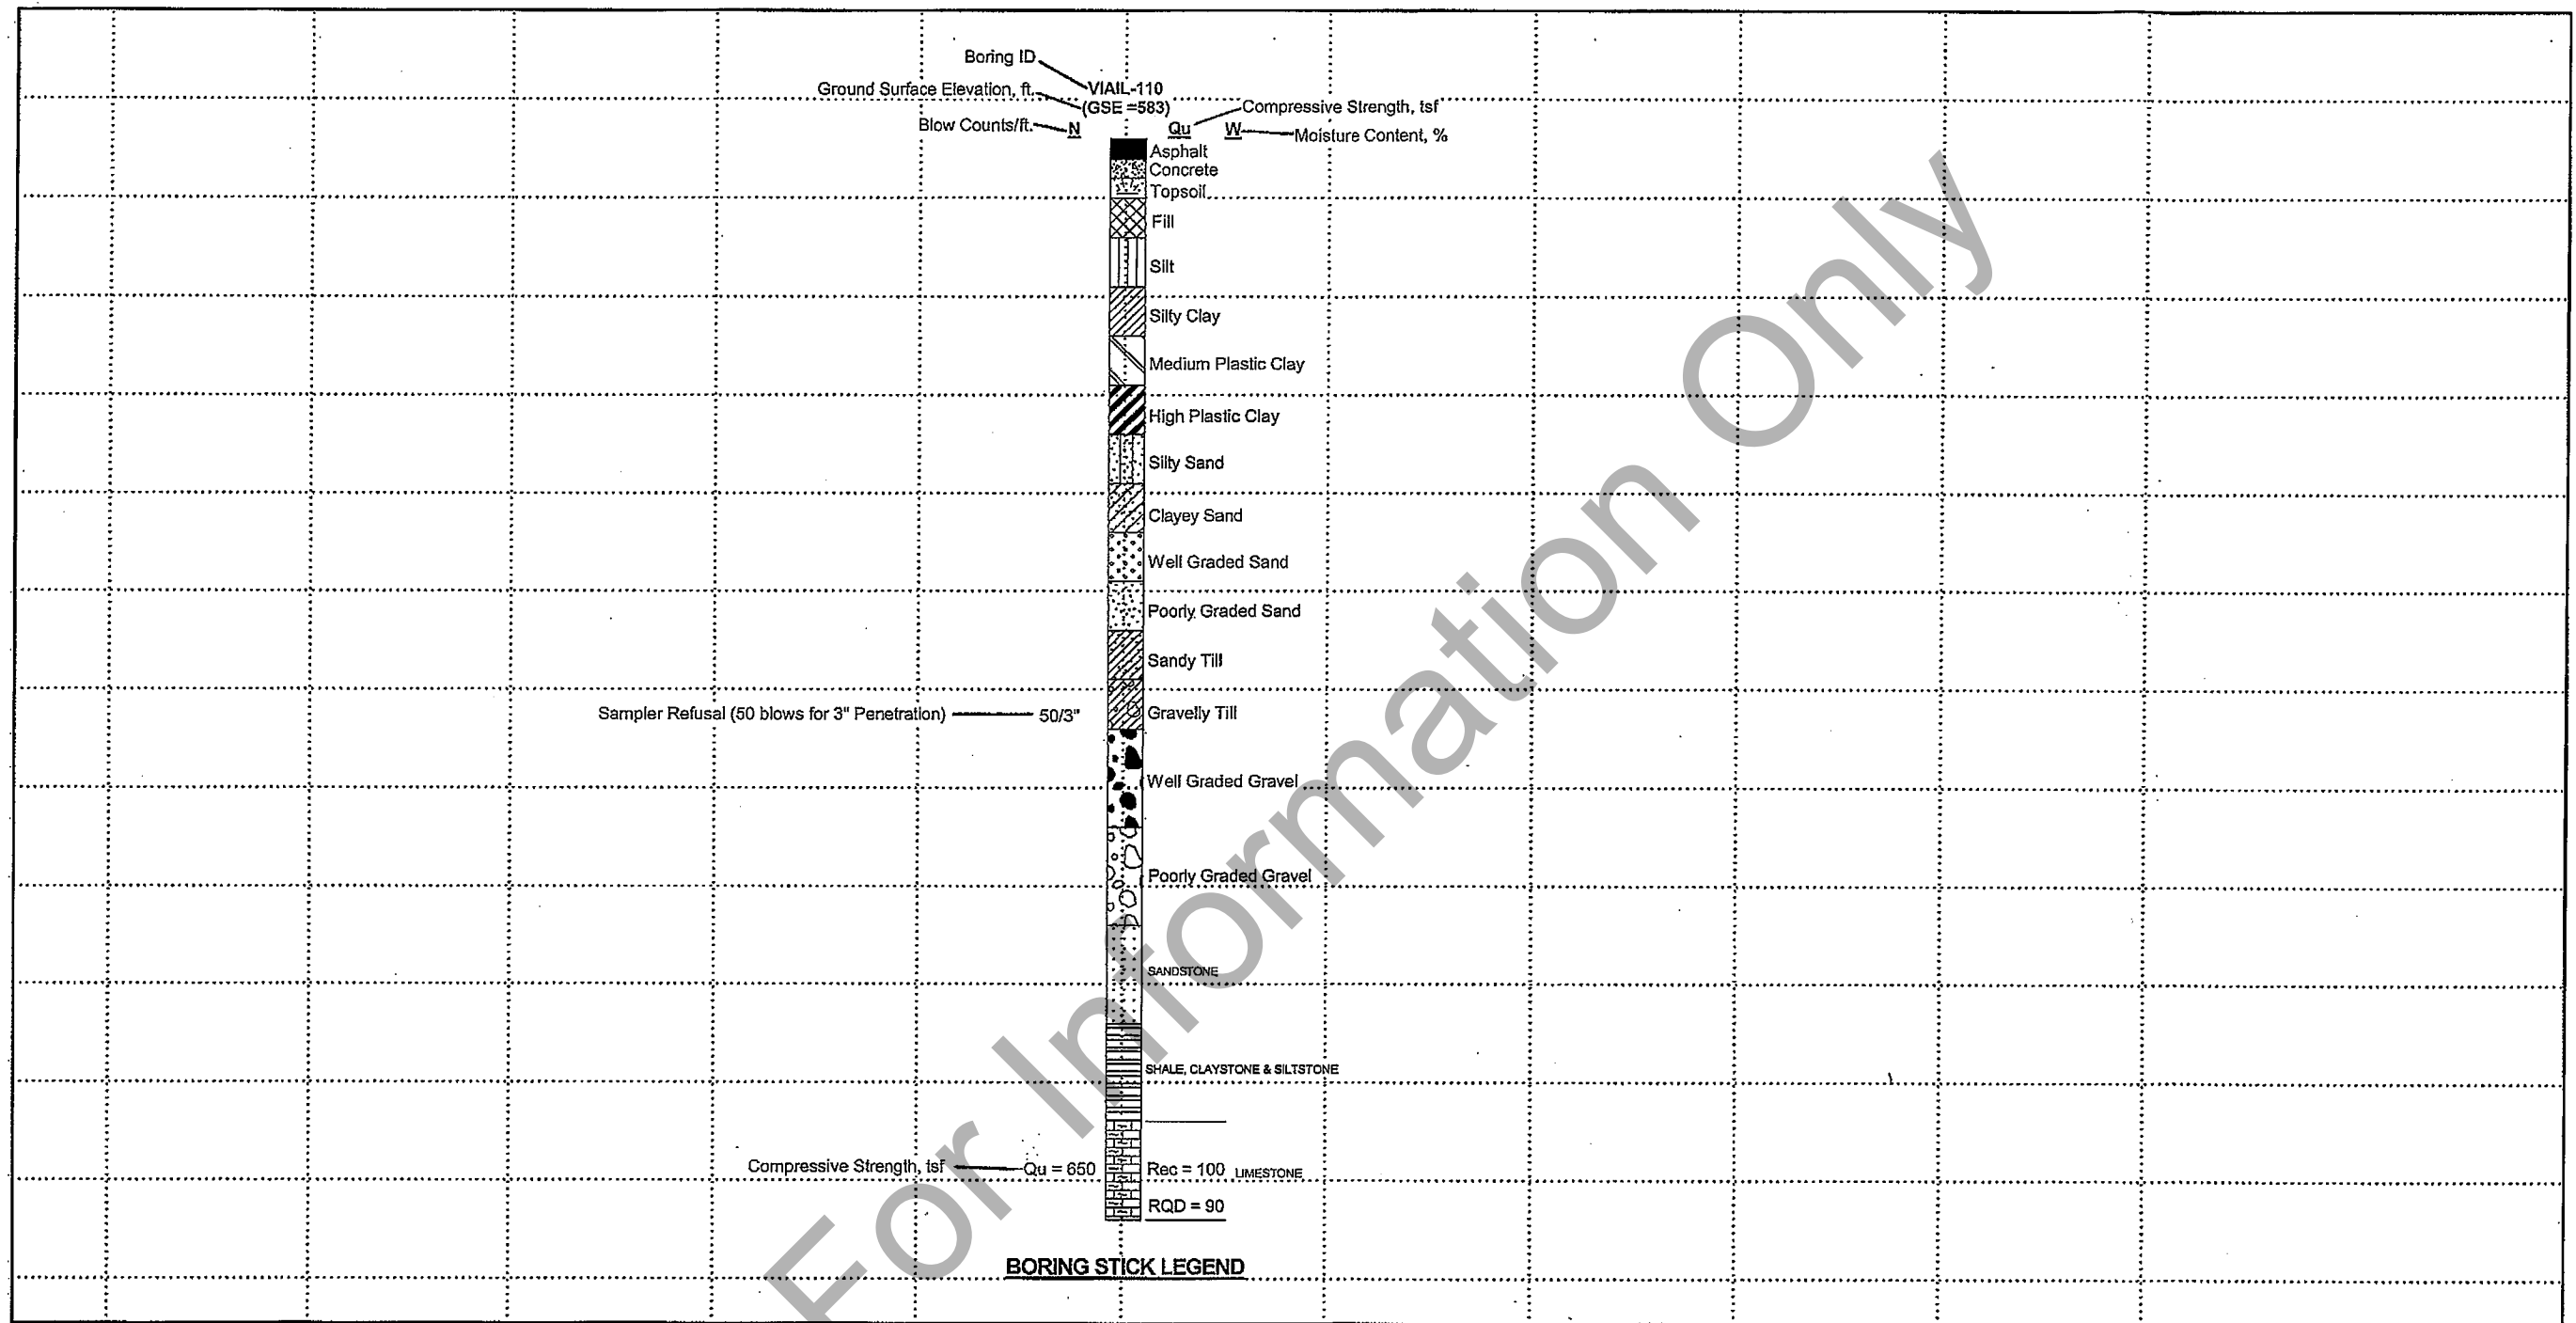 Boring ID
VIAIL-110
Ground Surface Elevation, ft.
(GSE =583)
Compressive Strength, tsf
Blow Counts/ft.
N
Qu
W
Moisture Content, %
Asphalt
Concrete
Topsoil
Fill
Silt
Silty Clay
Medium Plastic Clay
High Plastic Clay
Silty Sand
Clayey Sand
Well Graded Sand
Poorly Graded Sand
Sandy Till
Sampler Refusal (50 blows for 3" Penetration)
50/3"
Gravelly Till
Well Graded Gravel
Poorly Graded Gravel
SANDSTONE
SHALE, CLAYSTONE & SILTSTONE
Compressive Strength, tsf
Qu = 650
Rec = 100
LIMESTONE
RQD = 90
BORING STICK LEGEND
For Information Only